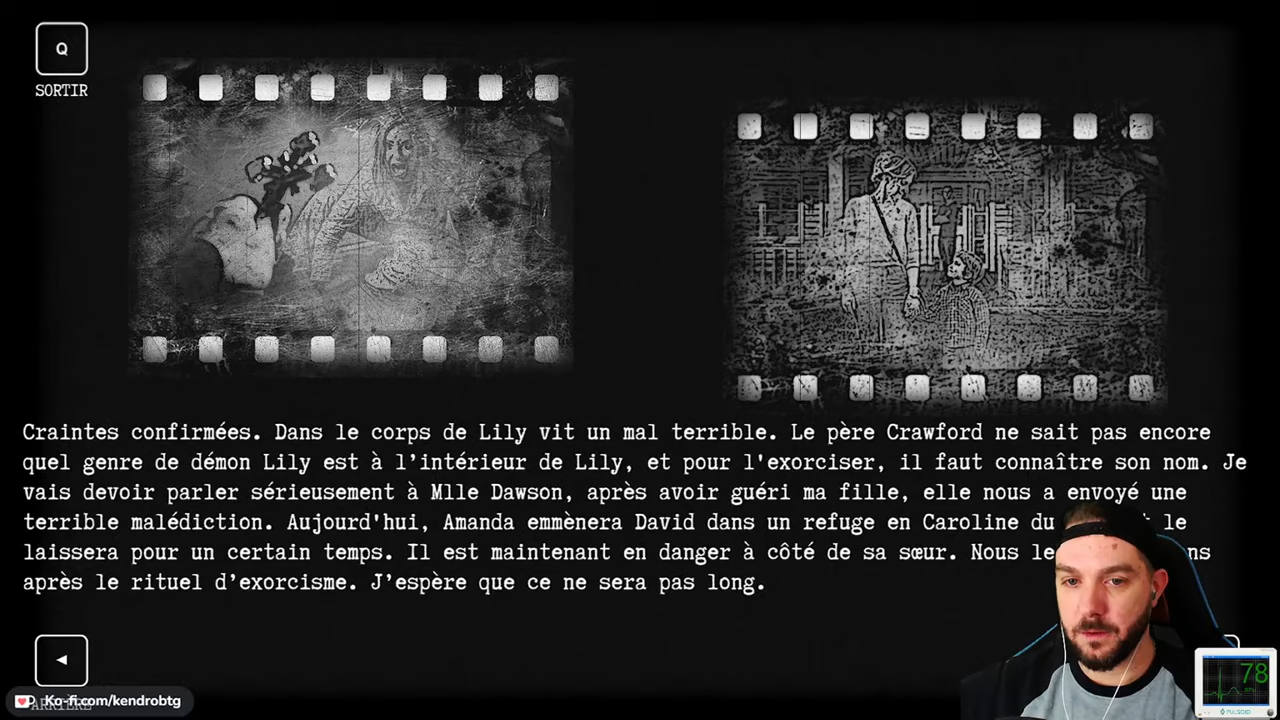 Q
SORTIR
Craintes confirmées. Dans le corps de Lily vit un mal terrible. Le père Crawford ne sait pas encore
quel genre de démon Lily est à l'intérieur de Lily, et pour l'exorciser, il faut connaître son nom. Je
vais devoir parler sérieusement à Mlle Dawson, après avoir guéri ma fille, elle nous a envoyé une
terrible malédiction. Aujourd'hui, Amanda emmènera David dans un refuge en Caroline du le
laissera pour un certain temps. Il est maintenant en danger à côté de sa sœur. Nous
après le rituel d'exorcisme. J'espère que ce ne sera pas long.
Ko-fi.com/kendrobtg
78
PULSOID